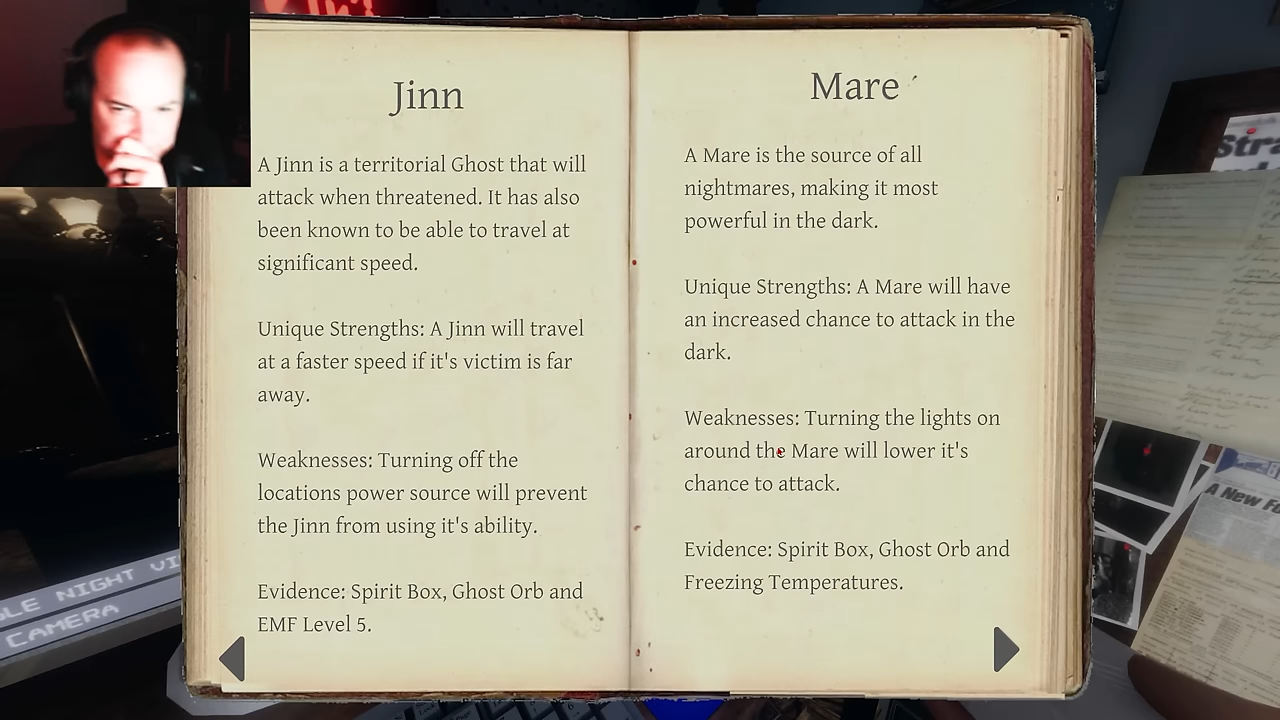 Jinn
A Jinn is a territorial Ghost that will
attack when threatened. It has also
been known to be able to travel at
significant speed.
Unique Strengths: A Jinn will travel
at a faster speed if it's victim is far
away.
Weaknesses: Turning off the
locations power source will prevent
the Jinn from using it's ability.
Evidence: Spirit Box, Ghost Orb and
EMF Level 5.
Mare
A Mare is the source of all
nightmares, making it most
powerful in the dark.
Unique Strengths: A Mare will have
an increased chance to attack in the
dark.
Weaknesses: Turning the lights on
around the Mare will lower it's
chance to attack.
Evidence: Spirit Box, Ghost Orb and
Freezing Temperatures.
NIGHT
CAMERA
A New